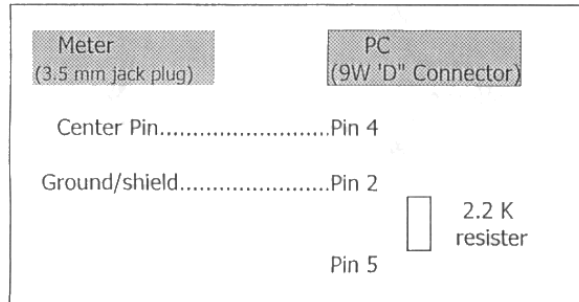 Meter
(3.5 mm jack plug)
PC
(9W 'D" Connector)
Center Pin..........................Pin 4
Ground/shield.......................Pin 2
2.2 K
resister
Pin 5